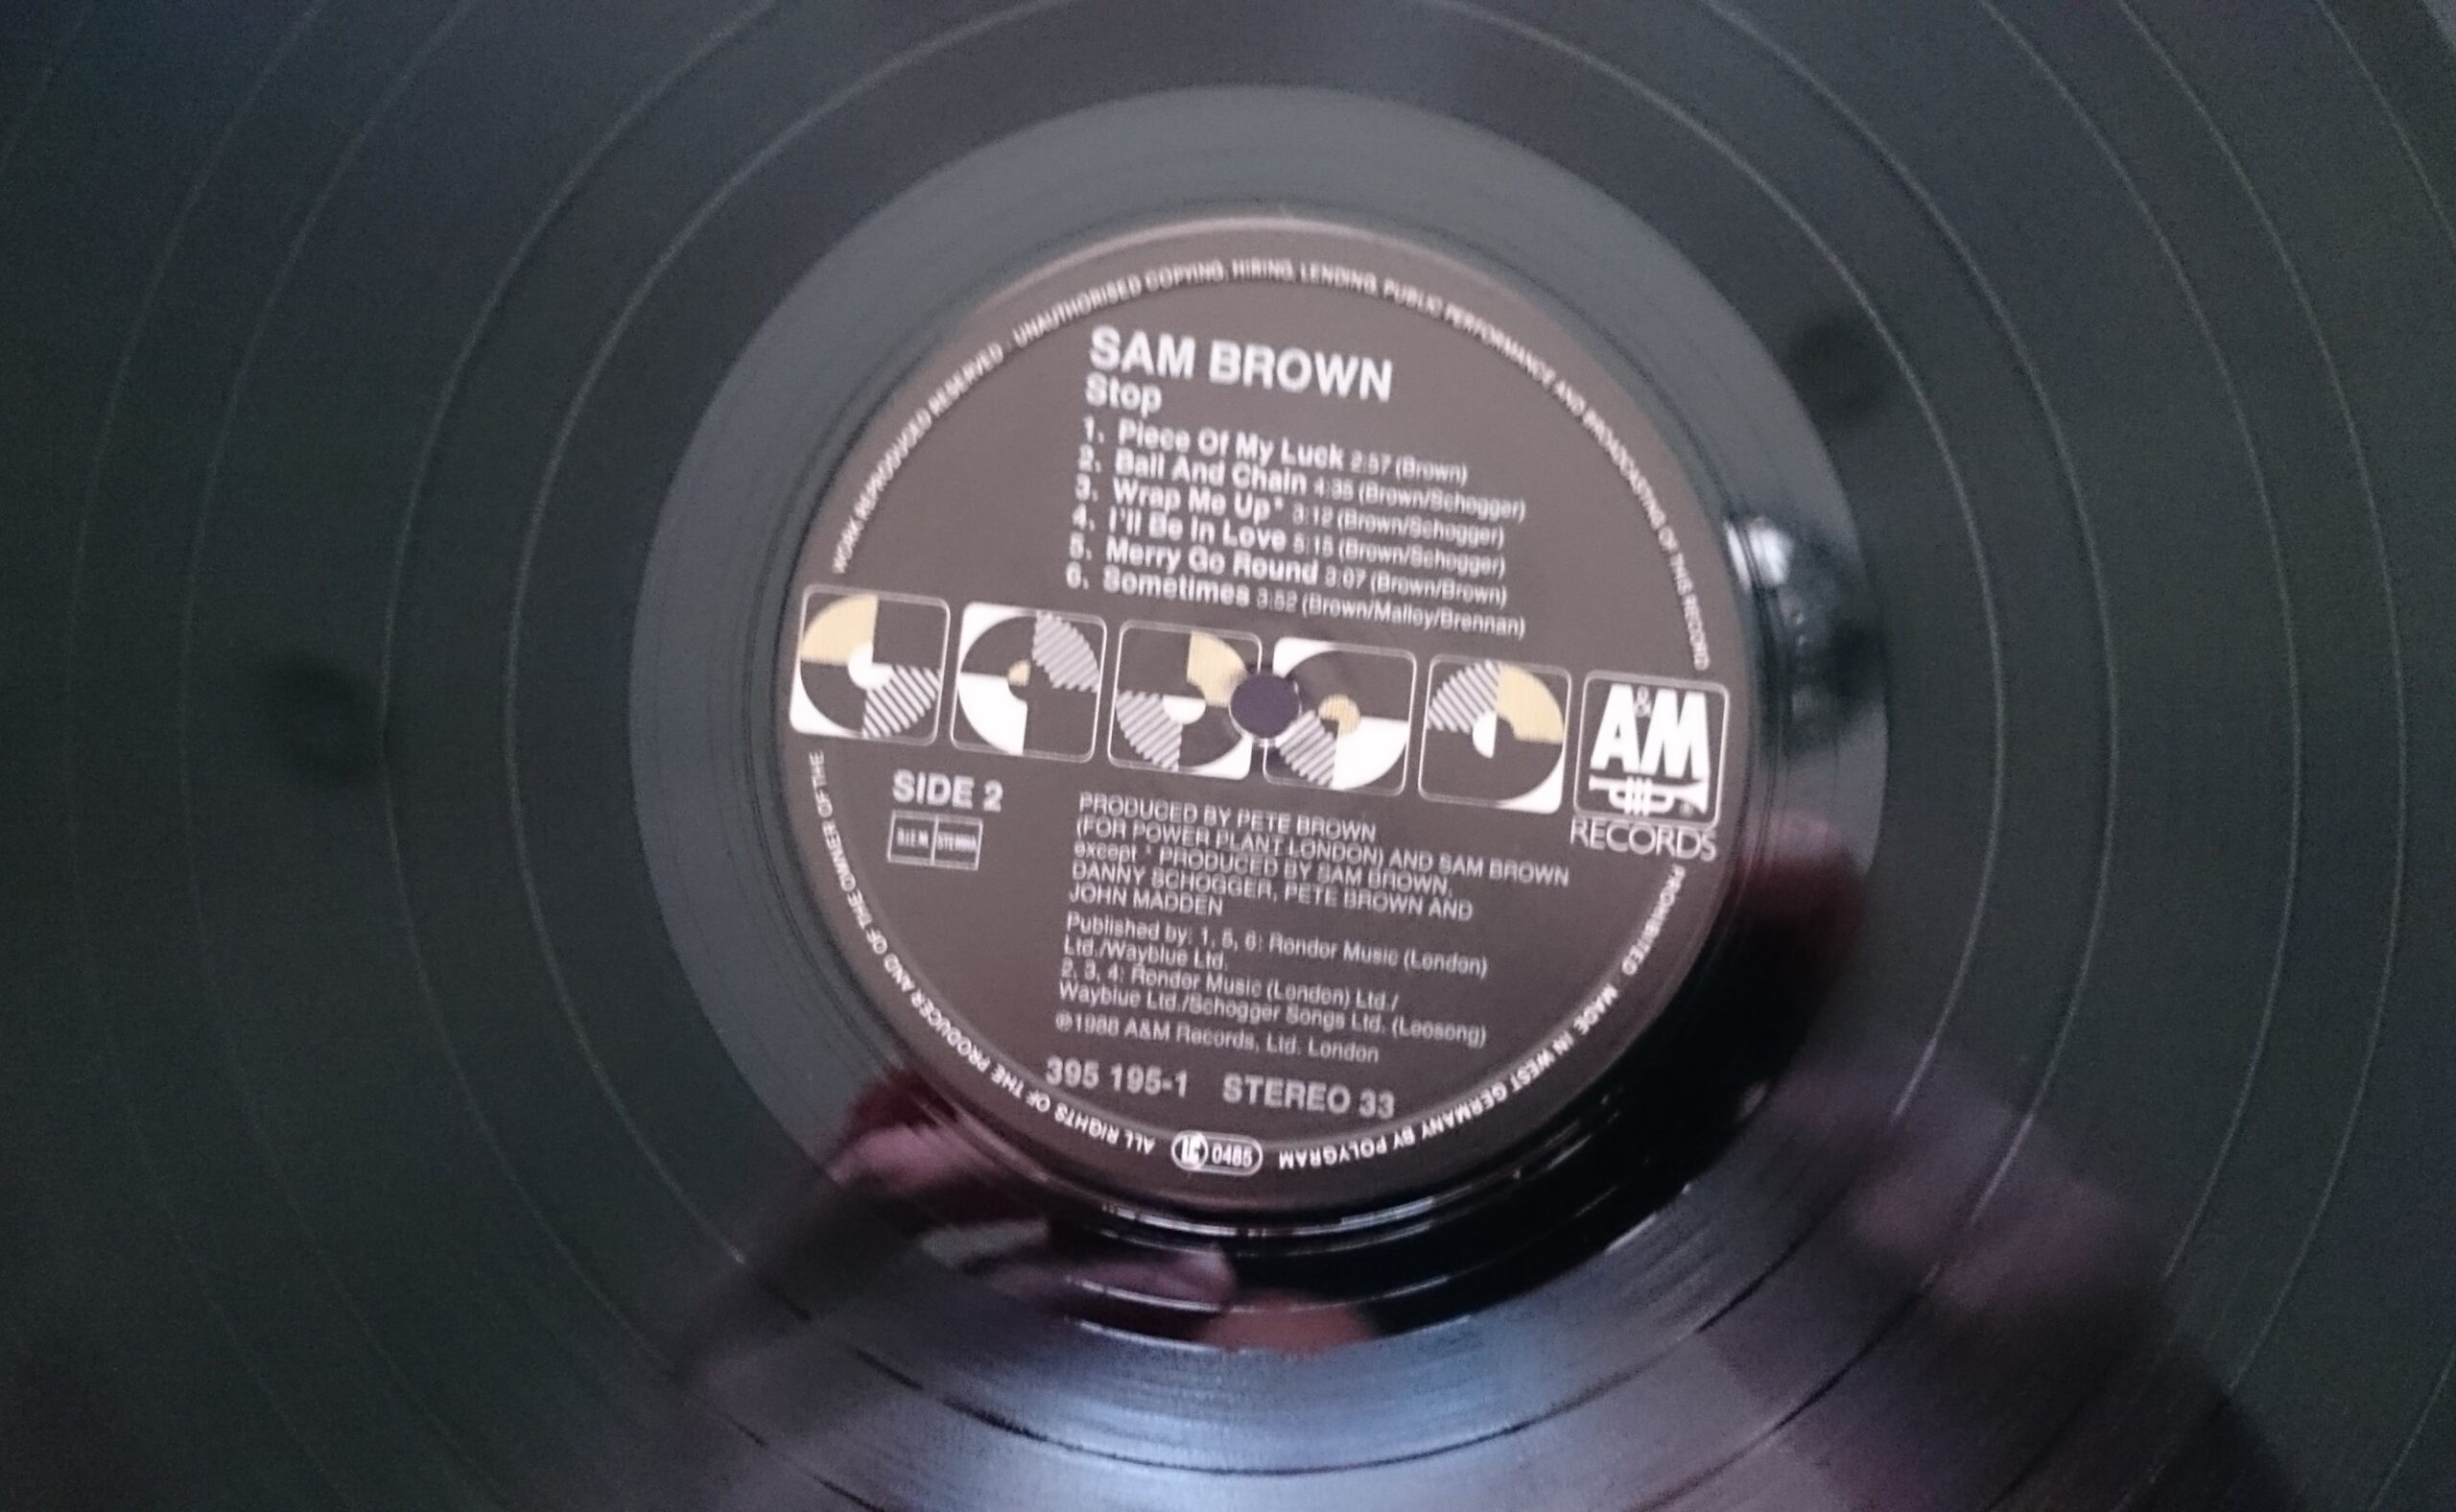 WORK REPRODUCED RESERVED · UNAUTHORISED COPYING, HIRING, LENDING, PUBLIC PERFORMANCE AND BROADCASTING OF THIS RECORD
SAM BROWN
Stop
1. Piece Of My Luck 2:57 (Brown)
2. Ball And Chain 4:35 (Brown/Schogger)
3. Wrap Me Up* 3:12 (Brown/Schogger)
4. I'll Be In Love 5:15 (Brown/Schogger)
5. Merry Go Round 3:07 (Brown/Brown)
6. Sometimes 3:52 (Brown/Malloy/Brennan)
A&M
RECORDS
SIDE 2
B.I.E.M. STEMRA
PRODUCED BY PETE BROWN
(FOR POWER PLANT LONDON) AND SAM BROWN
except * PRODUCED BY SAM BROWN,
DANNY SCHOGGER, PETE BROWN AND
JOHN MADDEN
Published by: 1, 5, 6: Rondor Music (London)
Ltd./Wayblue Ltd.
2, 3, 4: Rondor Music (London) Ltd./
Wayblue Ltd./Schogger Songs Ltd. (Leosong)
℗1988 A&M Records, Ltd. London
395 195-1 STEREO 33
PROHIBITED · MADE IN WEST GERMANY BY POLYGRAM
LC 0485
ALL RIGHTS OF THE PRODUCER AND OF THE OWNER OF THE